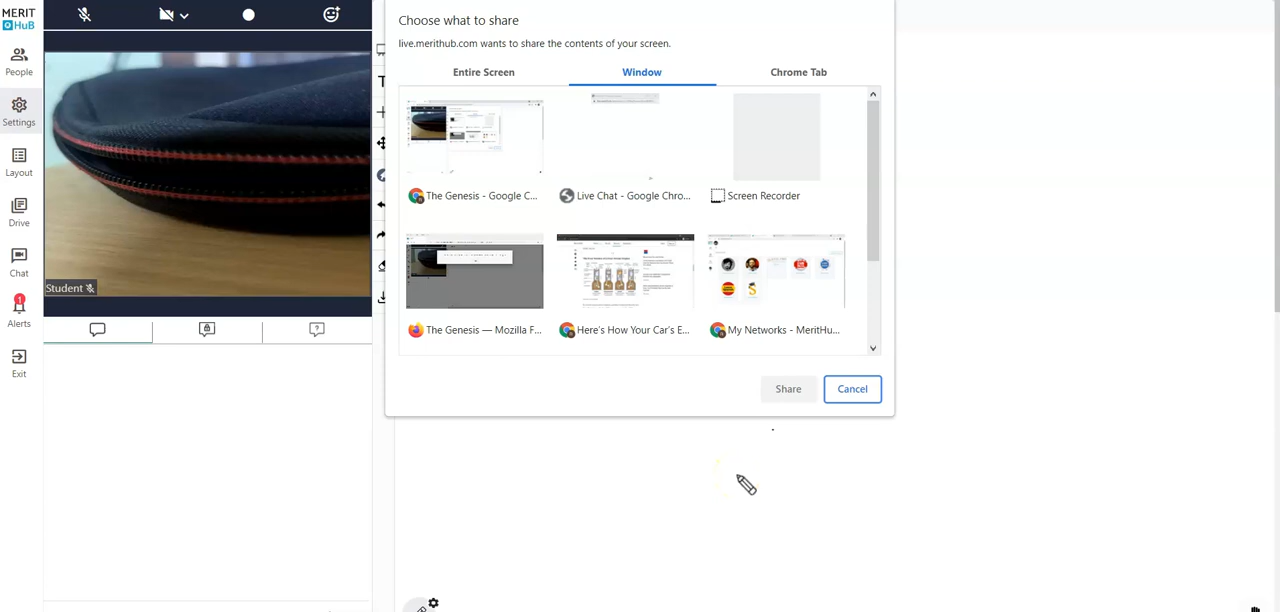 MERIT
HUB
People
Settings
Layout
Drive
Chat
1
Alerts
Exit
Student
?
T
Choose what to share
live.merithub.com wants to share the contents of your screen.
Entire Screen
Window
Chrome Tab
The Genesis - Google C...
Live Chat - Google Chro...
Screen Recorder
The Genesis — Mozilla F...
Here's How Your Car's E...
My Networks - MeritHu...
Share
Cancel